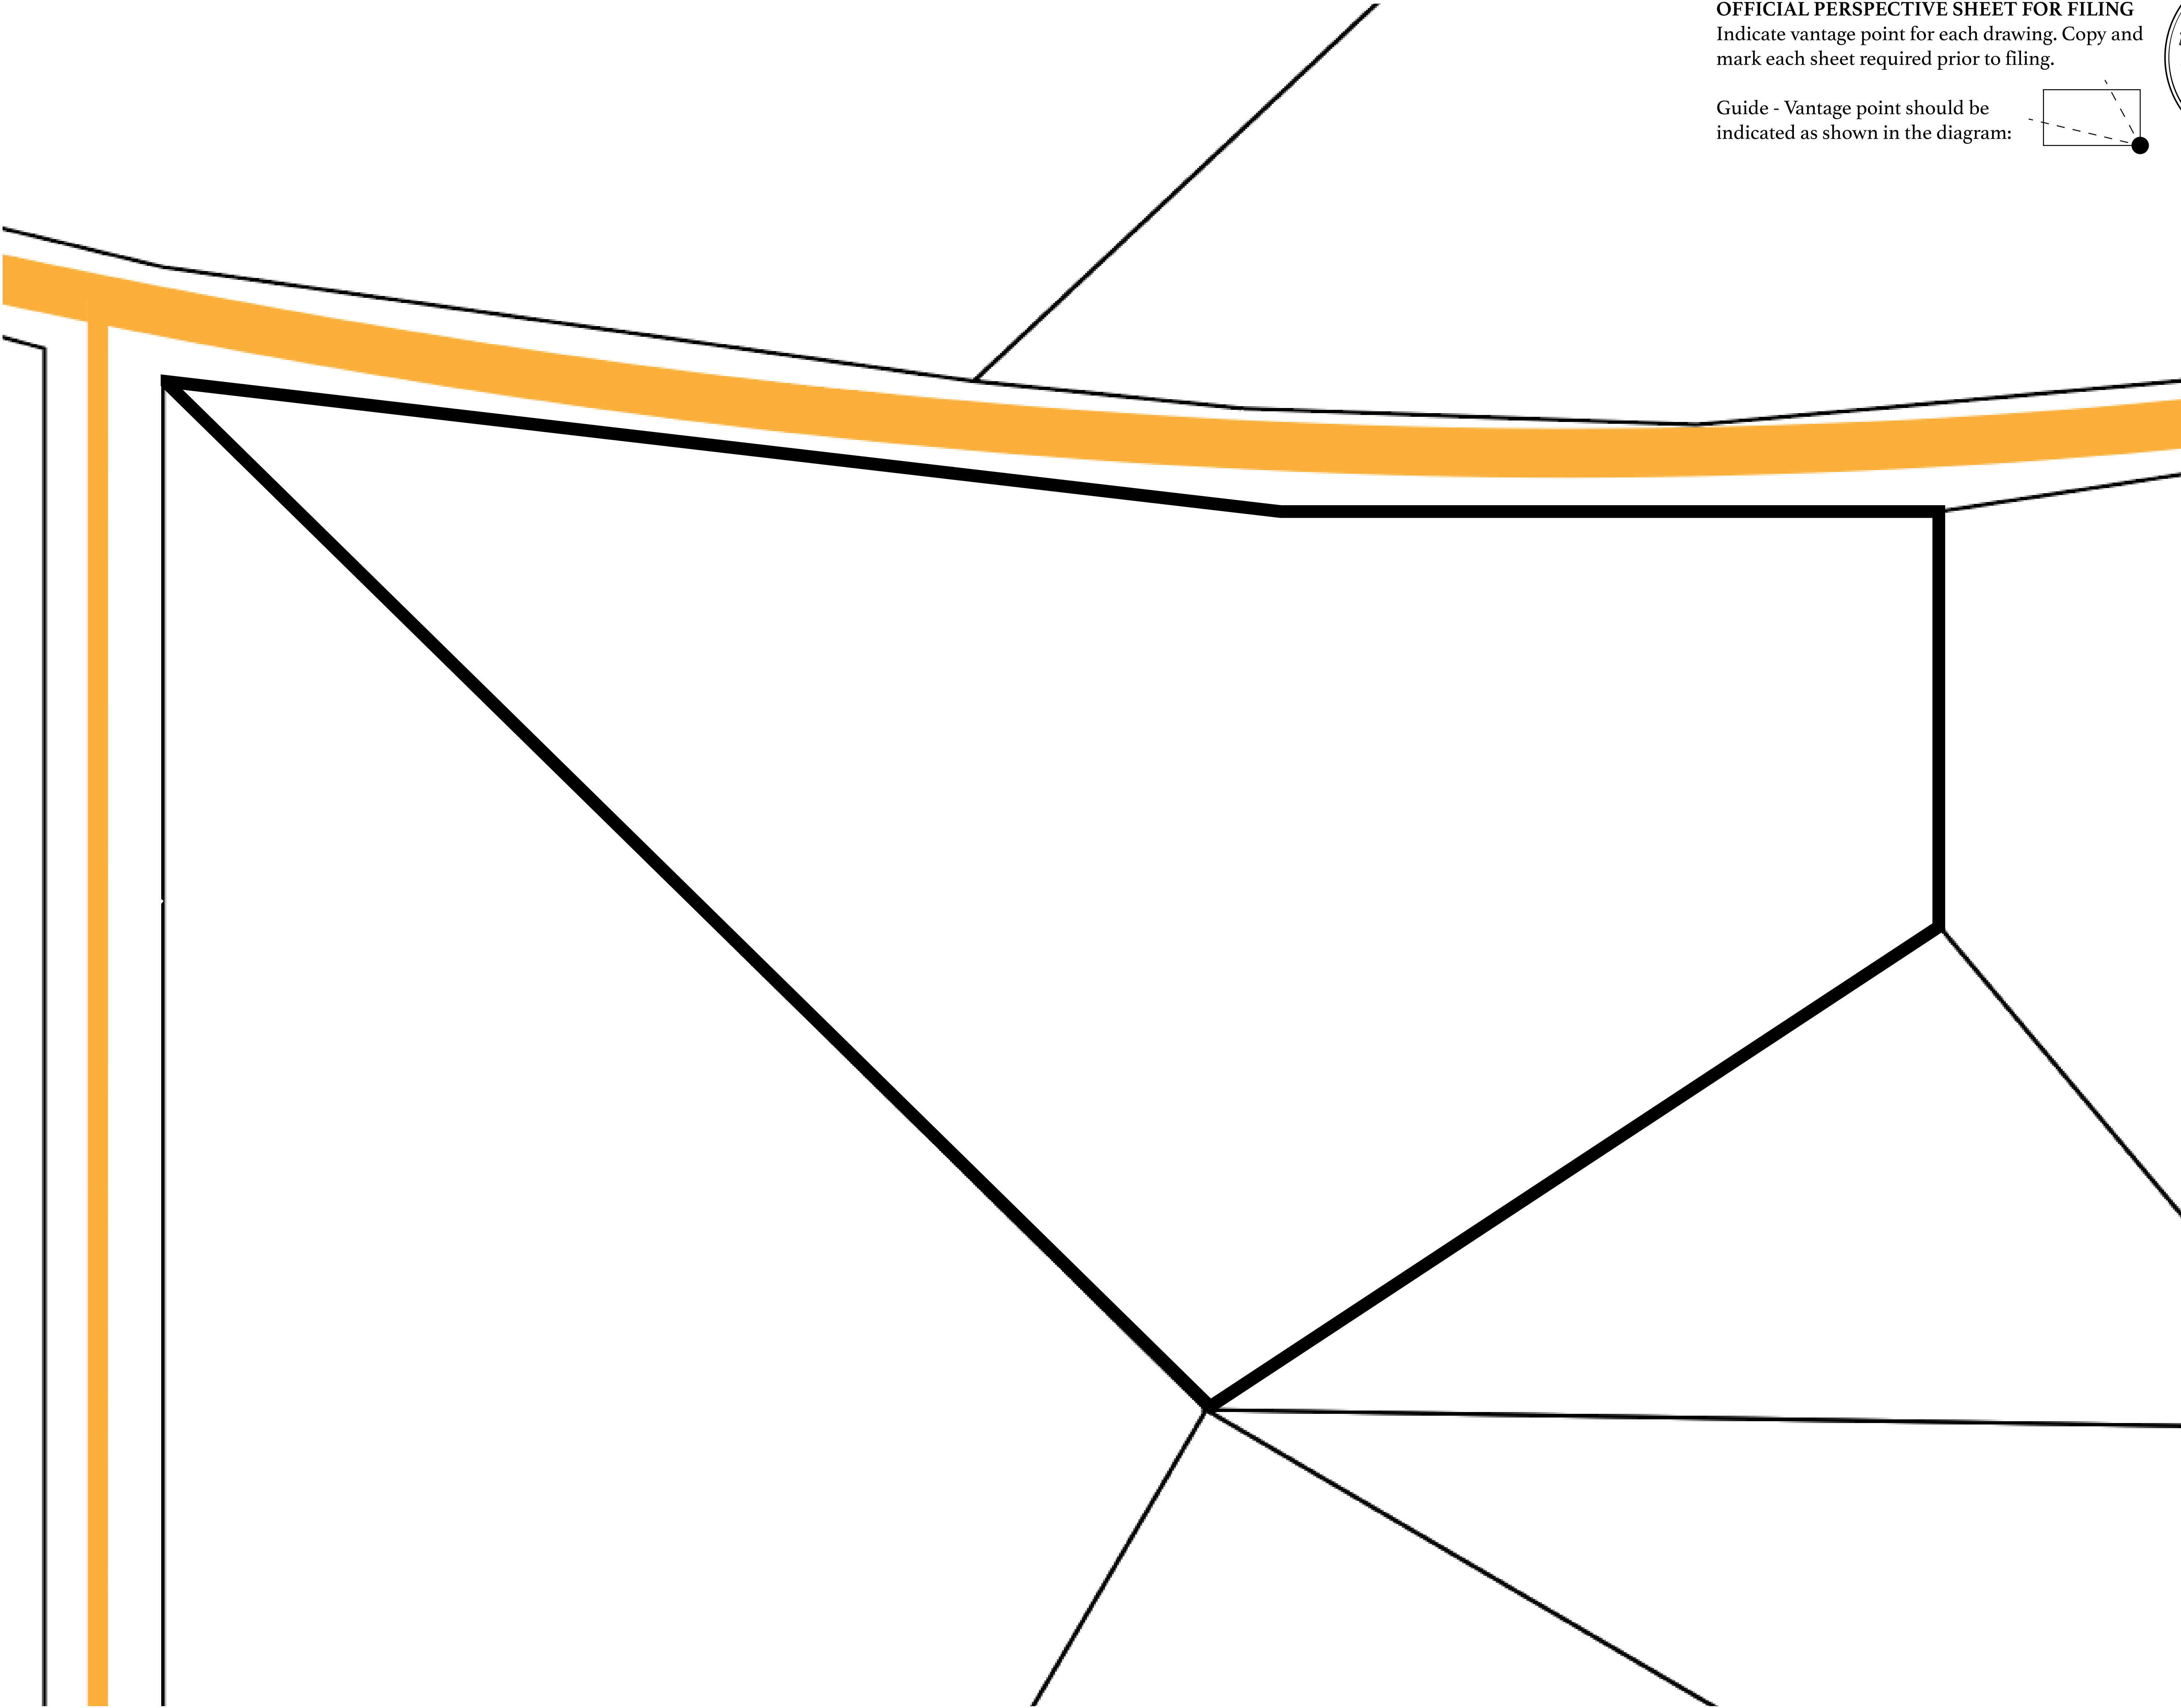 OFFICIAL PERSPECTIVE SHEET FOR FILING
Indicate vantage point for each drawing. Copy and
mark each sheet required prior to filing.
Guide - Vantage point should be
indicated as shown in the diagram: